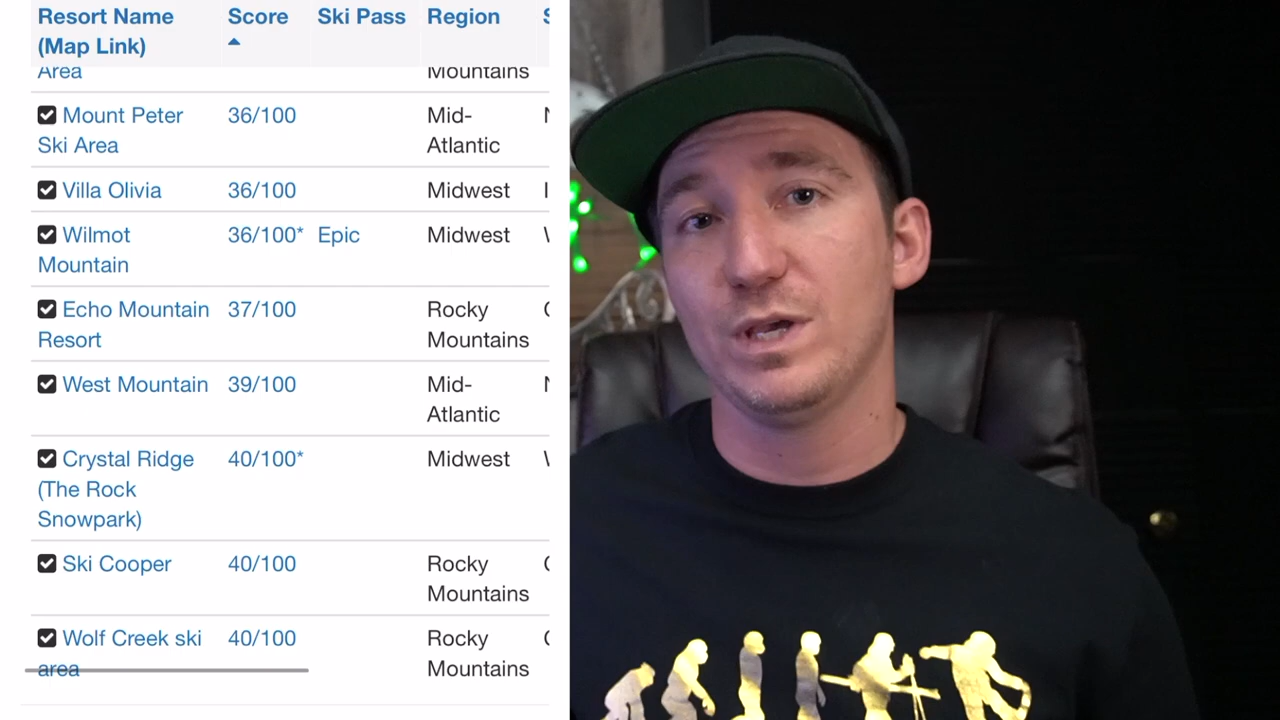 Resort Name Score Ski Pass Region S
(Map Link)
Area Mountains
Mount Peter 36/100 Mid-
Ski Area Atlantic
Villa Olivia 36/100 Midwest
Wilmot 36/100* Epic Midwest
Mountain
Echo Mountain 37/100 Rocky
Resort Mountains
West Mountain 39/100 Mid-
Atlantic
Crystal Ridge 40/100* Midwest
(The Rock
Snowpark)
Ski Cooper 40/100 Rocky
Mountains
Wolf Creek ski 40/100 Rocky
area Mountains